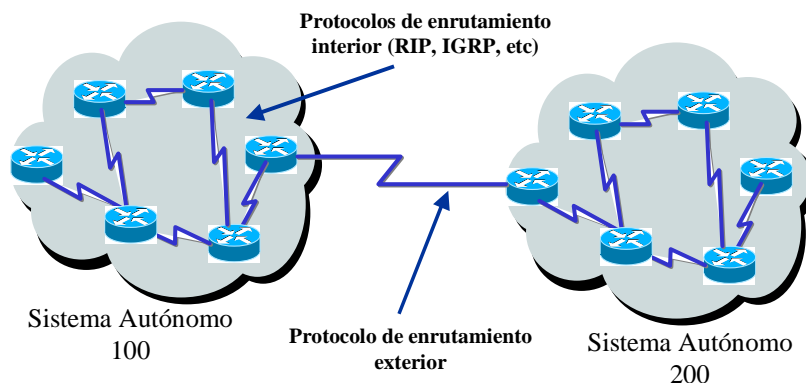 Protocolos de enrutamiento
interior (RIP, IGRP, etc)
Sistema Autónomo
100
Protocolo de enrutamiento
exterior
Sistema Autónomo
200